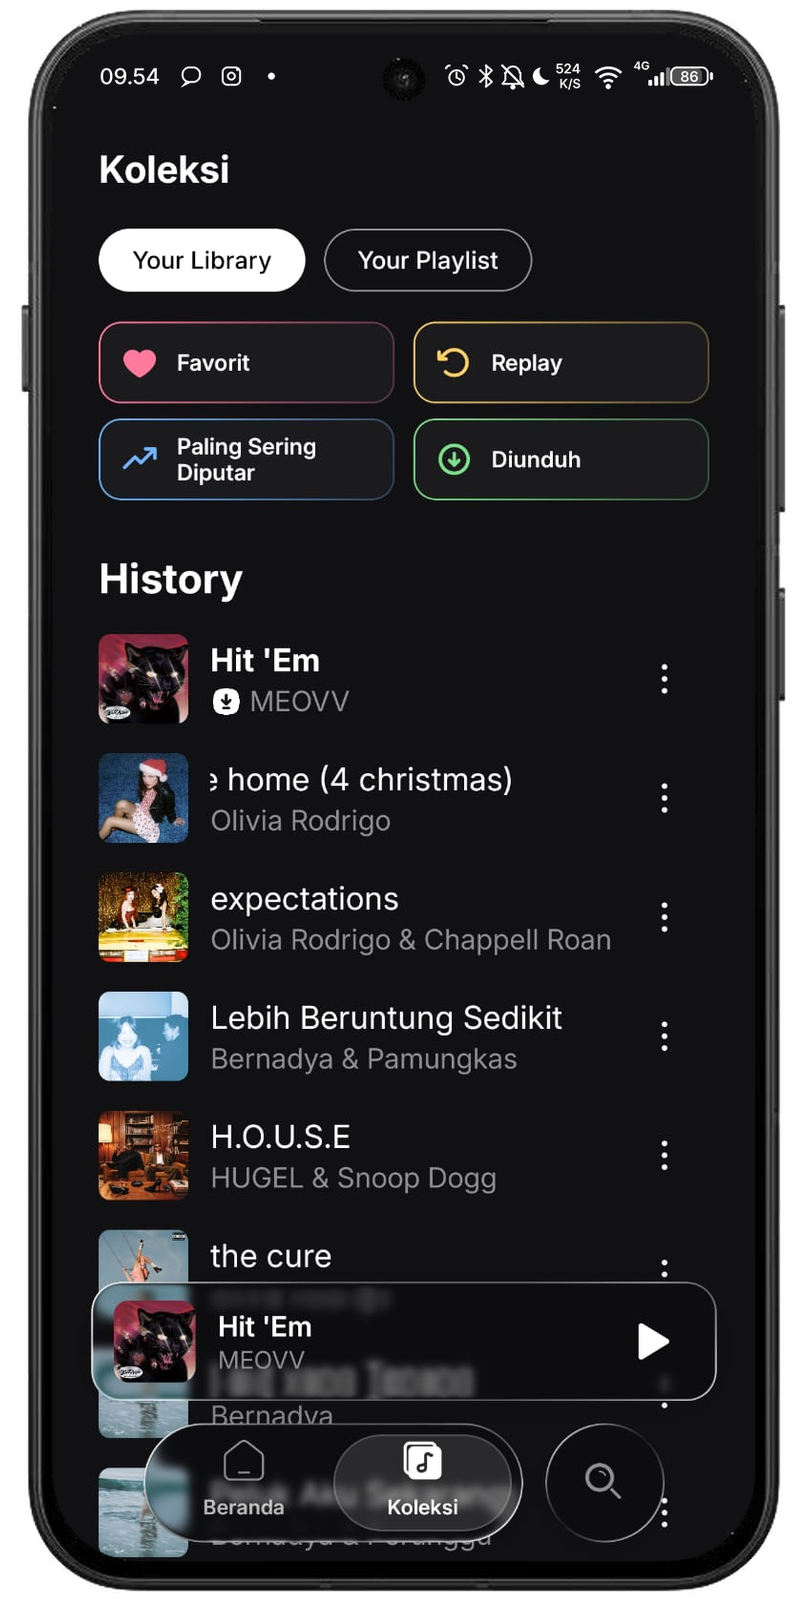 09.54
524
K/S
4G
86
Koleksi
Your Library
Your Playlist
Favorit
Replay
Paling Sering
Diputar
Diunduh
History
Hit 'Em
MEOVV
e home (4 christmas)
Olivia Rodrigo
expectations
Olivia Rodrigo & Chappell Roan
Lebih Beruntung Sedikit
Bernadya & Pamungkas
H.O.U.S.E
HUGEL & Snoop Dogg
the cure
Hit 'Em
MEOVV
Bernadya
Beranda
Koleksi